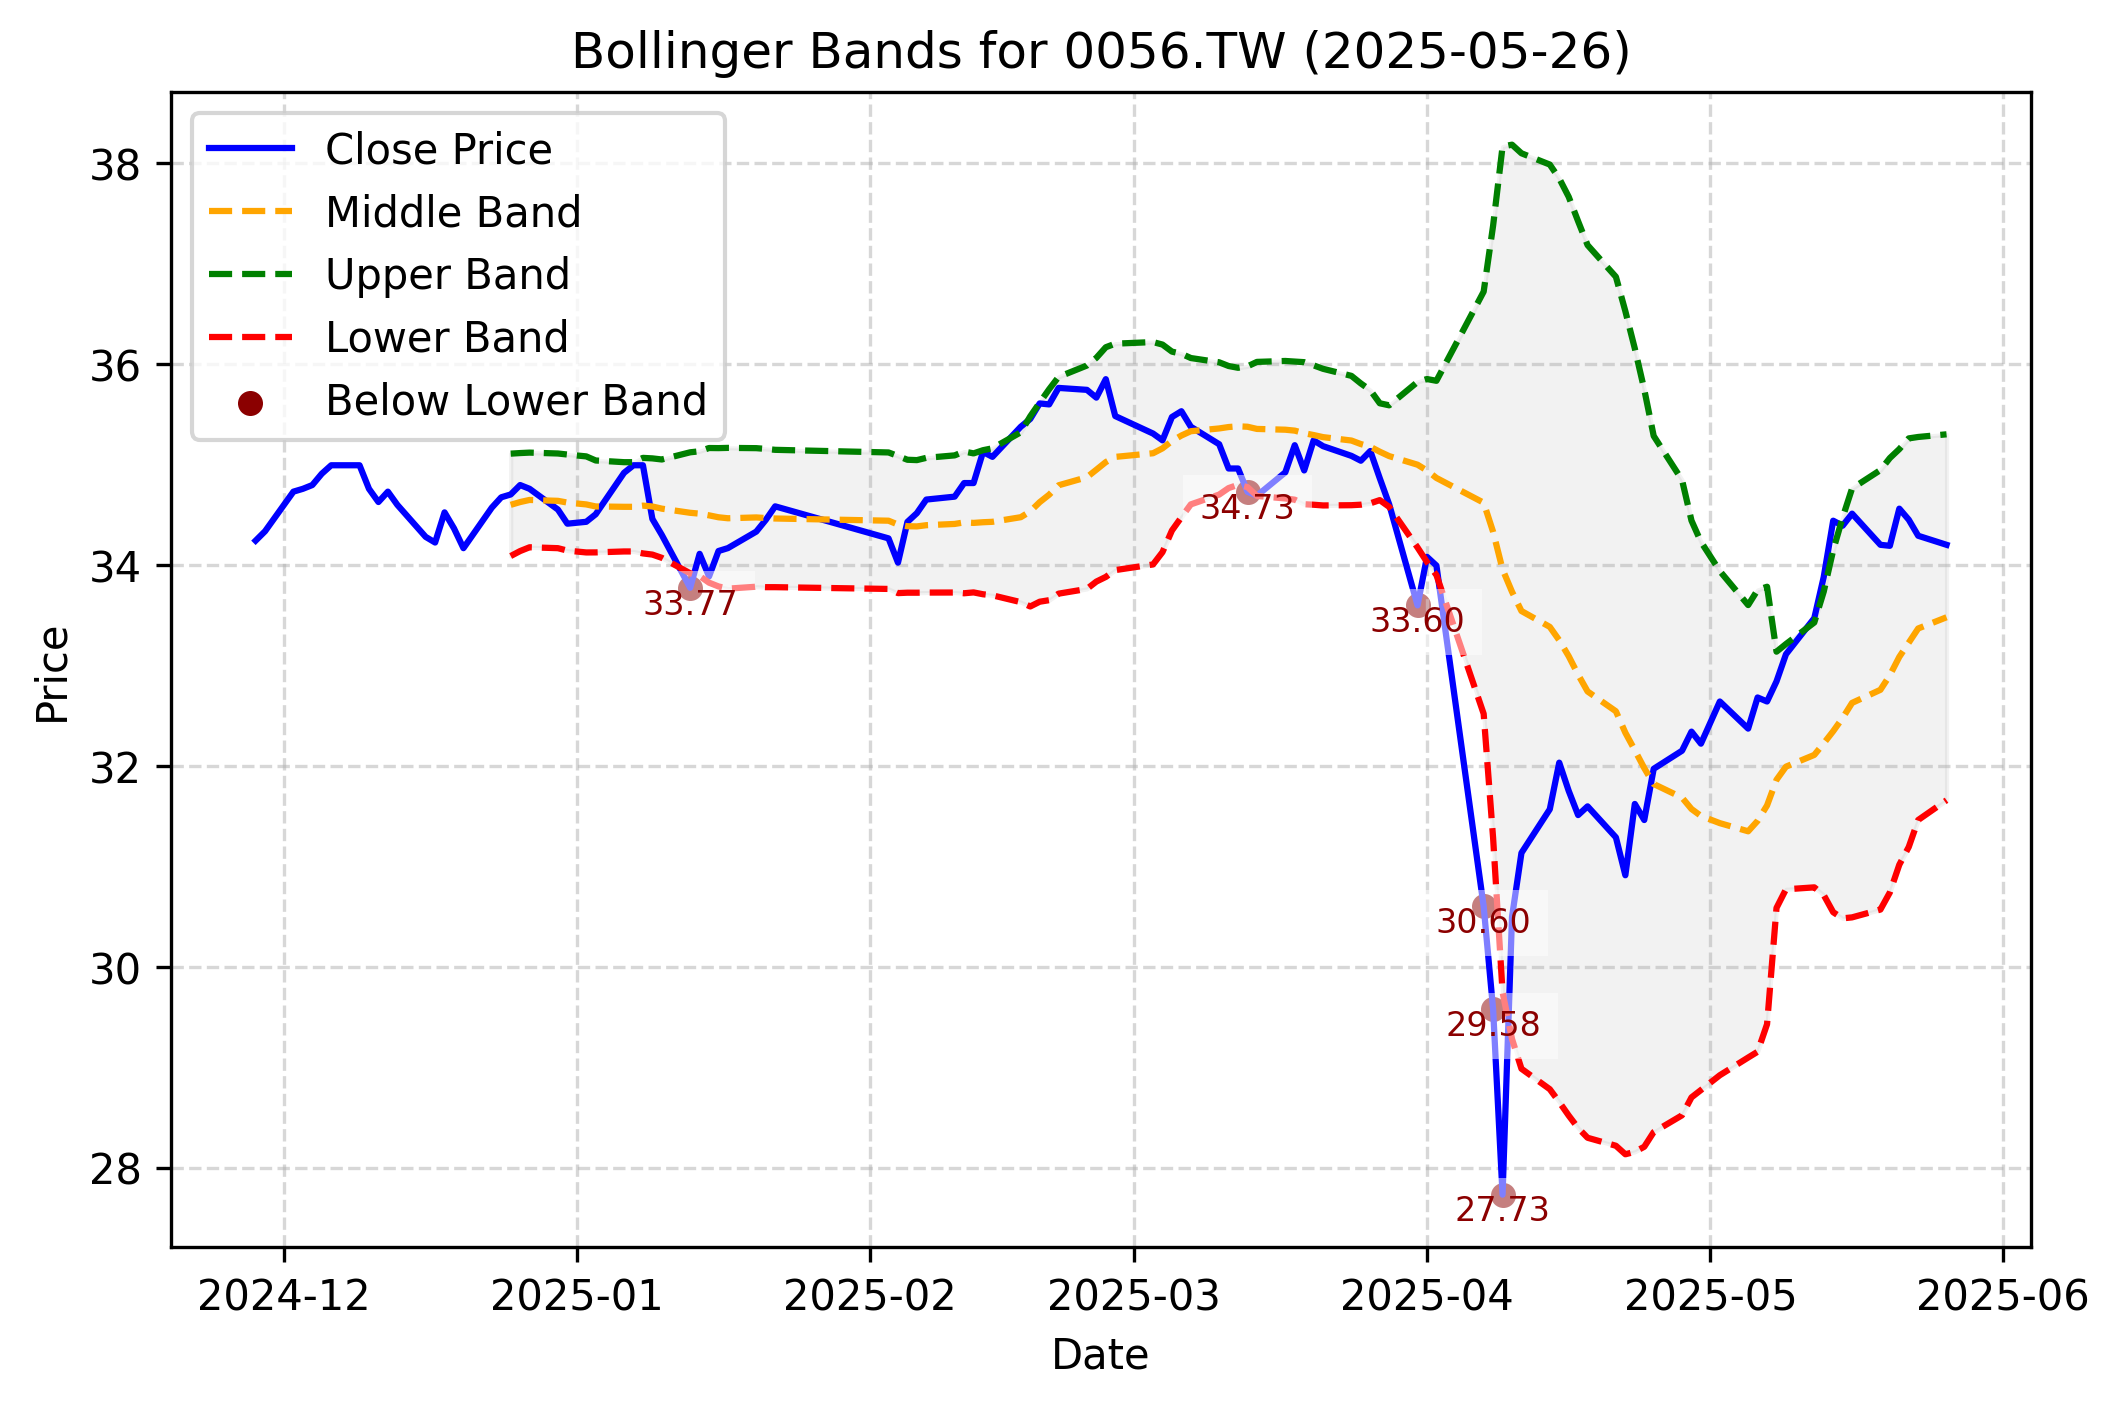 Bollinger Bands for 0056.TW (2025-05-26)
Close Price
Middle Band
Upper Band
Lower Band
Below Lower Band
Price
38
36
34
32
30
28
33.77
34.73
33.60
30.60
29.58
27.73
2024-12
2025-01
2025-02
2025-03
2025-04
2025-05
2025-06
Date